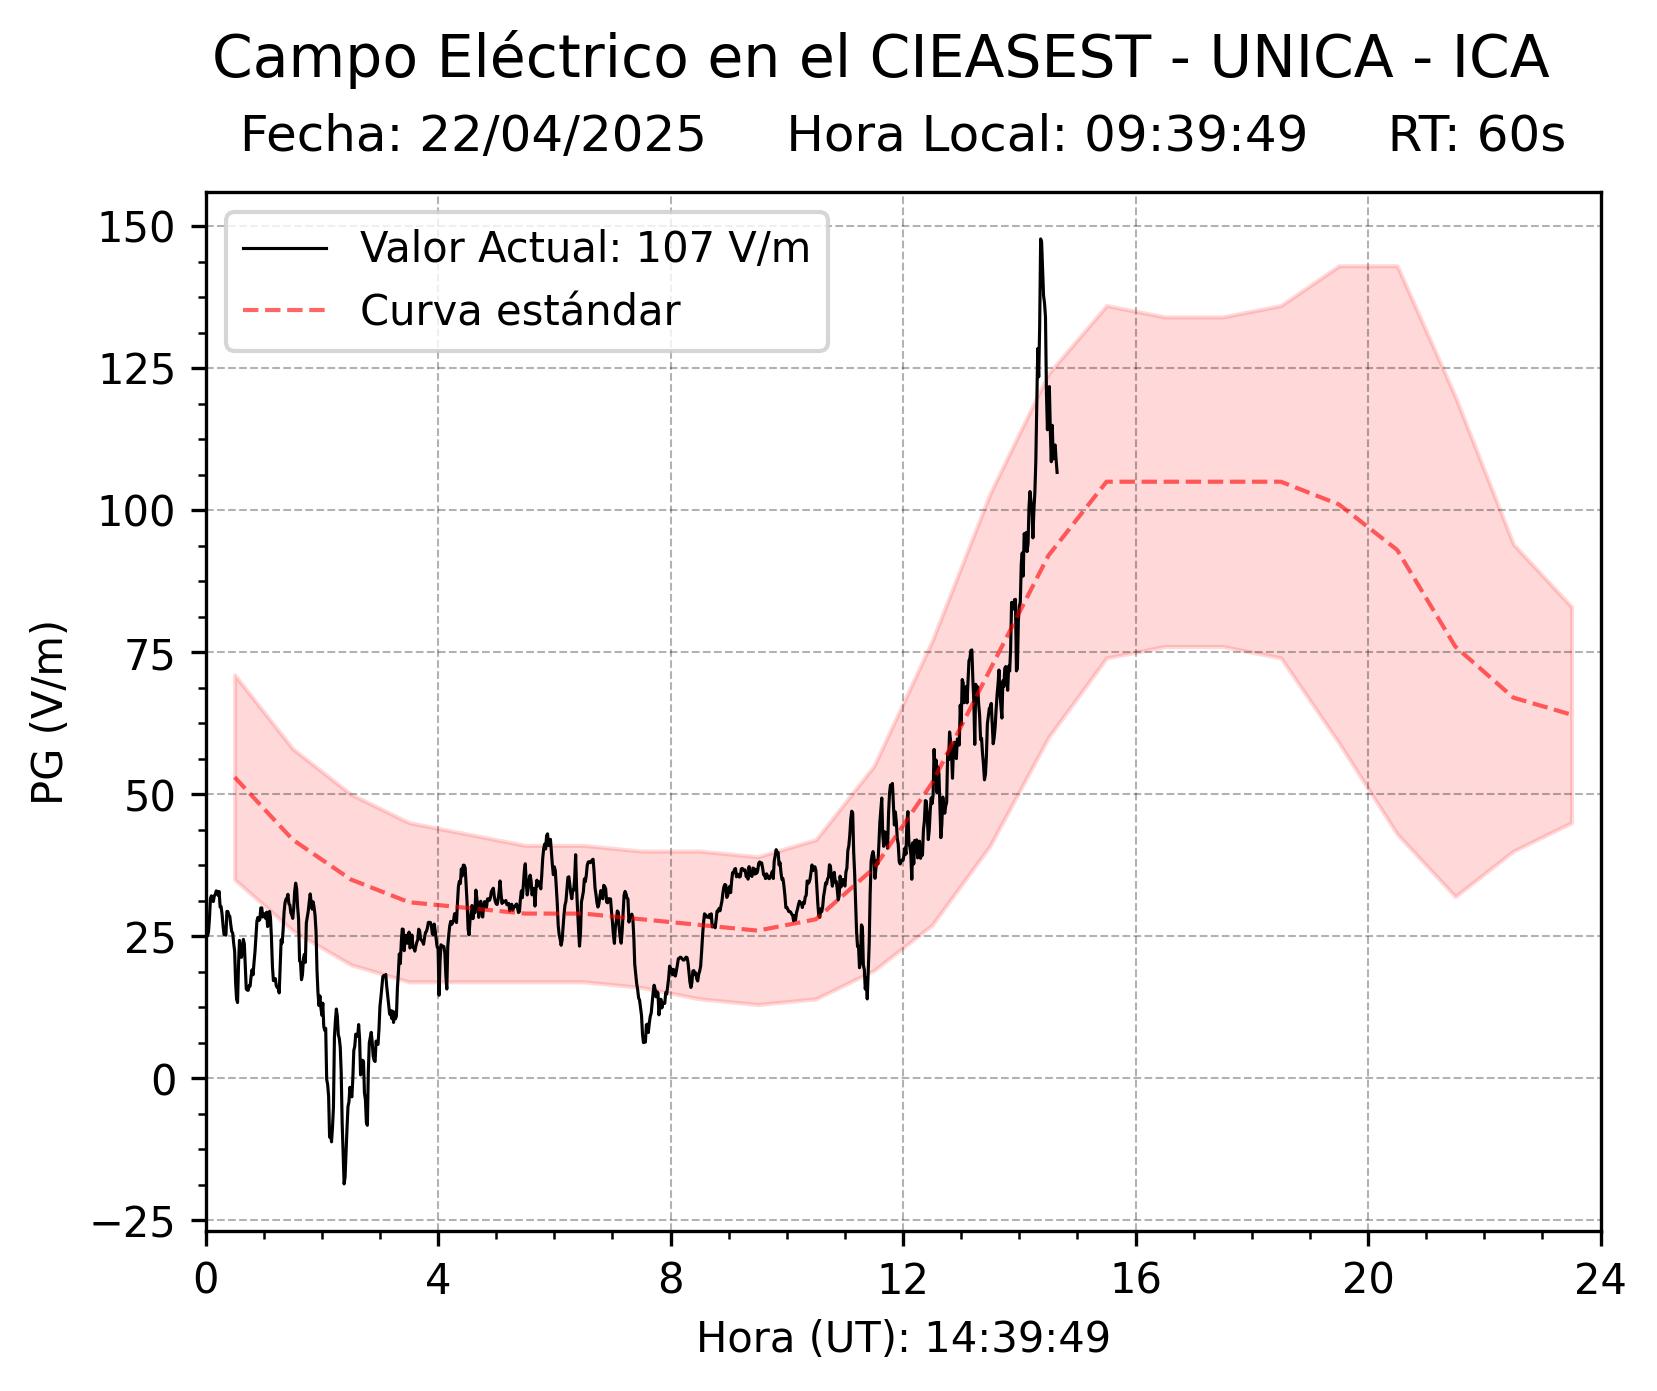 Campo Eléctrico en el CIEASEST - UNICA - ICA
Fecha: 22/04/2025 Hora Local: 09:39:49 RT: 60s
Valor Actual: 107 V/m
Curva estándar
150
125
100
75
50
25
0
−25
PG (V/m)
0 4 8 12 16 20 24
Hora (UT): 14:39:49